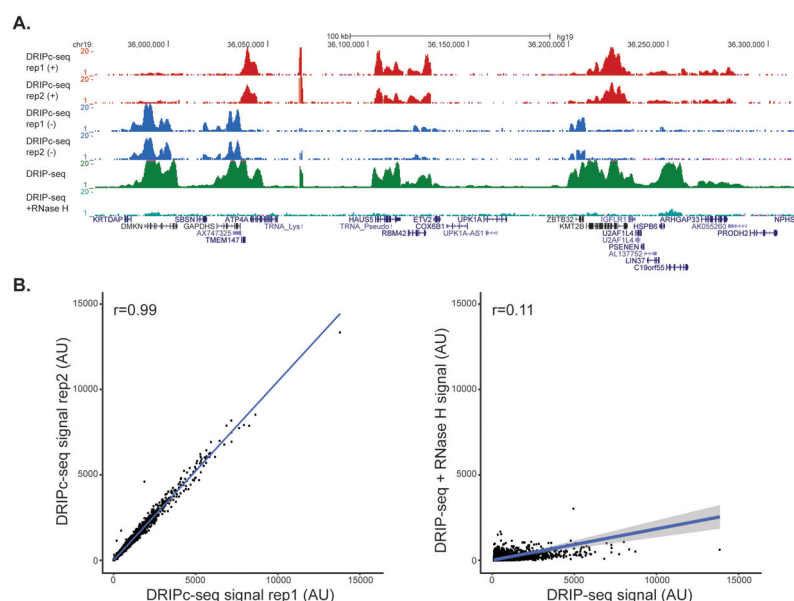 A.
100 kb hg19
chr19: 36,000,000 36,050,000 36,100,000 36,150,000 36,200,000 36,250,000 36,300,000
DRIPc-seq rep1 (+) 20 1
DRIPc-seq rep2 (+) 20 1
DRIPc-seq rep1 (-) 20 1
DRIPc-seq rep2 (-) 20 1
DRIP-seq 20 1
DRIP-seq +RNase H 20 1
KRTDAP SBSN ATP4A HAUS5 ETV2 UPK1A ZBTB32 IGFLR1 HSPB6 ARHGAP33 NPHS
DMKN GAPDHS TRNA_Lys TRNA_Pseudo COX6B1 KMT2B AK055260
AX747325 RBM42 UPK1A-AS1 U2AF1L4 PRODH2
TMEM147 U2AF1L4
PSENEN
AL137752
LIN37
C19orf55
B.
r=0.99
DRIPc-seq signal rep2 (AU)
15000
10000
5000
0
0 5000 10000 15000
DRIPc-seq signal rep1 (AU)
r=0.11
DRIP-seq + RNase H signal (AU)
15000
10000
5000
0
0 5000 10000 15000
DRIP-seq signal (AU)